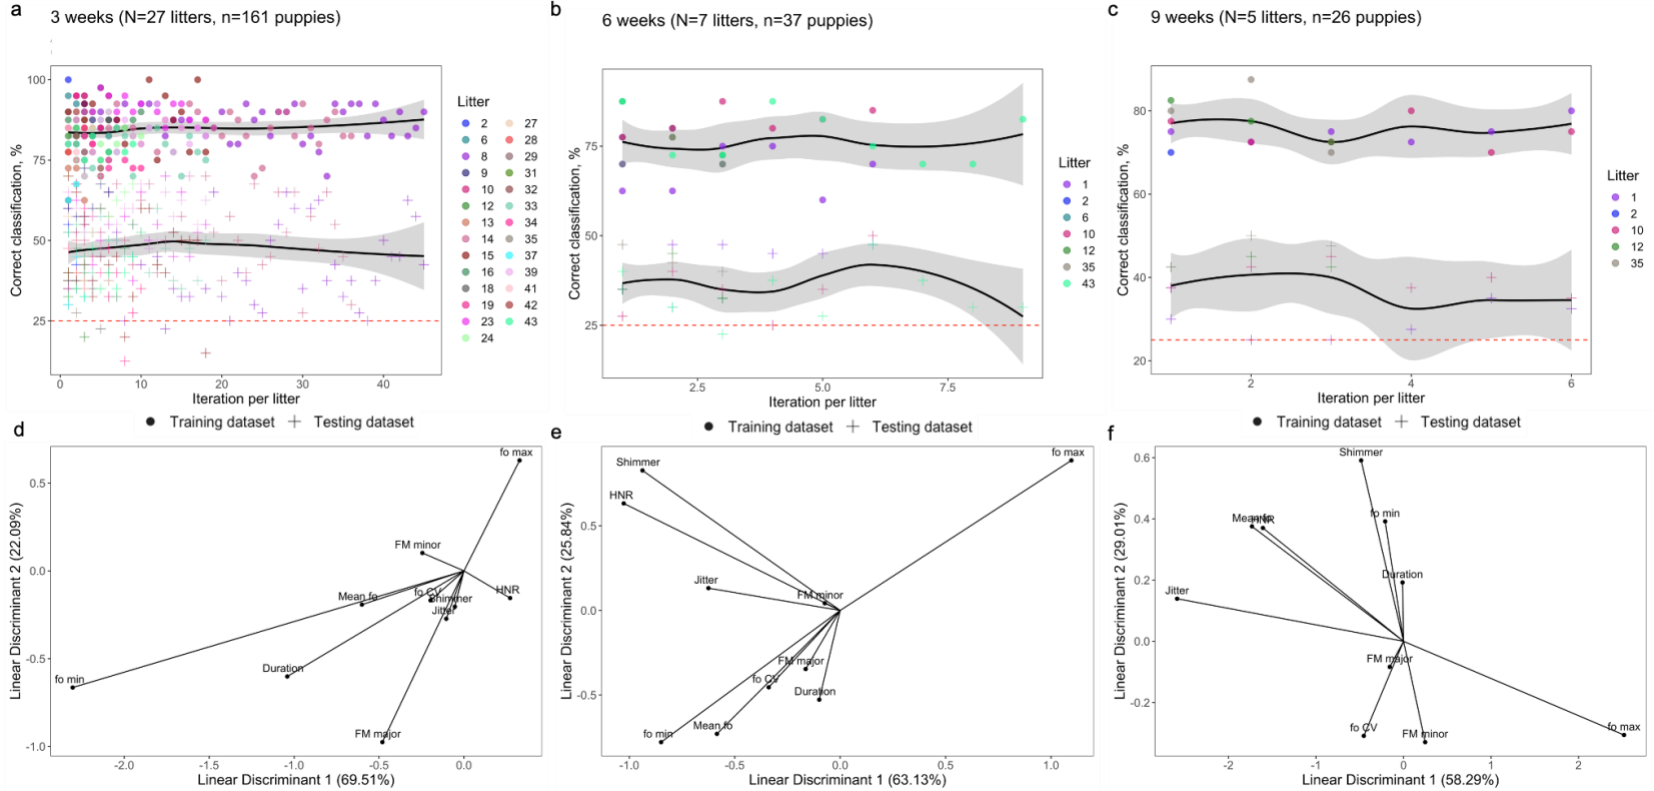 a
3 weeks (N=27 litters, n=161 puppies)
Correct classification, %
100
75
50
25
0
10
20
30
40
Iteration per litter
Litter
2
27
6
28
8
29
9
31
10
32
12
33
13
34
14
35
15
37
16
39
18
41
19
42
23
43
24
Training dataset
Testing dataset
b
6 weeks (N=7 litters, n=37 puppies)
Correct classification, %
75
50
25
2.5
5.0
7.5
Iteration per litter
Litter
1
2
6
10
12
35
43
Training dataset
Testing dataset
c
9 weeks (N=5 litters, n=26 puppies)
Correct classification, %
80
60
40
20
2
4
6
Iteration per litter
Litter
1
2
10
12
35
Training dataset
Testing dataset
d
Linear Discriminant 2 (22.09%)
0.5
0.0
-0.5
-1.0
fo max
FM minor
HNR
Mean fo
fo CV
Shimmer
Jitter
Duration
fo min
FM major
-2.0
-1.5
-1.0
-0.5
0.0
Linear Discriminant 1 (69.51%)
e
Linear Discriminant 2 (25.84%)
0.5
0.0
-0.5
fo max
Shimmer
HNR
Jitter
FM minor
FM major
fo CV
Duration
Mean fo
fo min
-1.0
-0.5
0.0
0.5
1.0
Linear Discriminant 1 (63.13%)
f
Linear Discriminant 2 (29.01%)
0.6
0.4
0.2
0.0
-0.2
Shimmer
Mean fo
HNR
fo min
Duration
Jitter
FM major
fo CV
FM minor
fo max
-2
-1
0
1
2
Linear Discriminant 1 (58.29%)